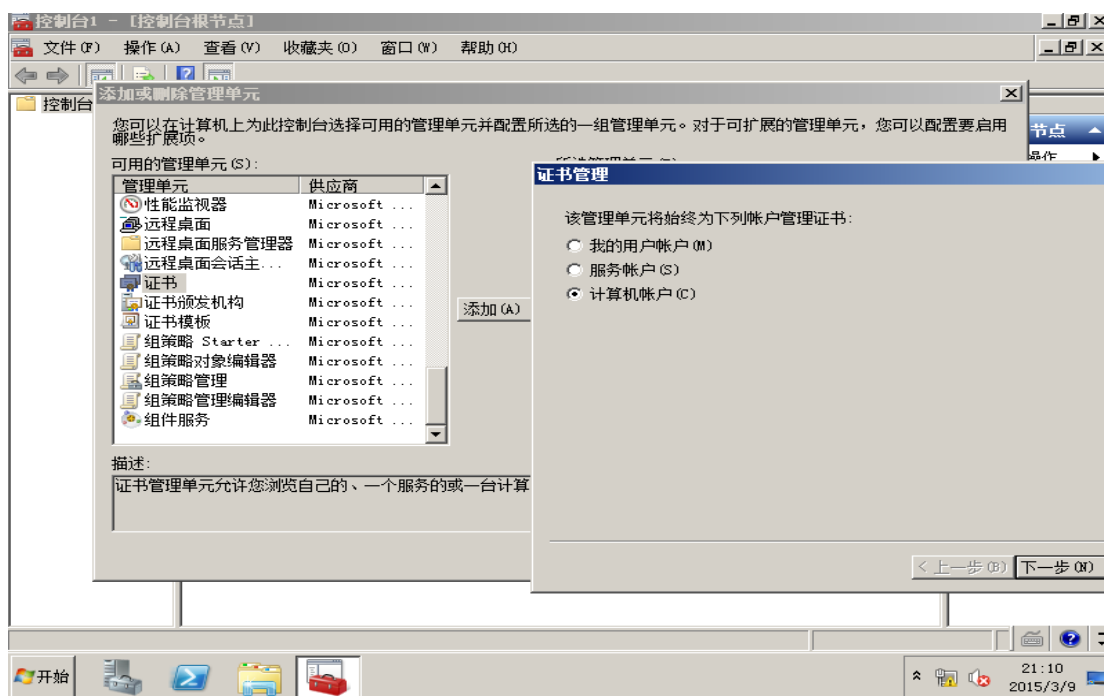 控制台1 - [控制台根节点]
文件(F) 操作(A) 查看(V) 收藏夹(O) 窗口(W) 帮助(H)
控制台
节点
操作
添加或删除管理单元
您可以在计算机上为此控制台选择可用的管理单元并配置所选的一组管理单元。对于可扩展的管理单元，您可以配置要启用
哪些扩展项。
可用的管理单元(S):
管理单元 供应商
性能监视器 Microsoft ...
远程桌面 Microsoft ...
远程桌面服务管理器 Microsoft ...
远程桌面会话主... Microsoft ...
证书 Microsoft ...
证书颁发机构 Microsoft ...
证书模板 Microsoft ...
组策略 Starter ... Microsoft ...
组策略对象编辑器 Microsoft ...
组策略管理 Microsoft ...
组策略管理编辑器 Microsoft ...
组件服务 Microsoft ...
添加(A)
描述:
证书管理单元允许您浏览自己的、一个服务的或一台计算
证书管理
该管理单元将始终为下列帐户管理证书:
我的用户帐户(M)
服务帐户(S)
计算机帐户(C)
< 上一步(B) 下一步(N)
开始
21:10
2015/3/9